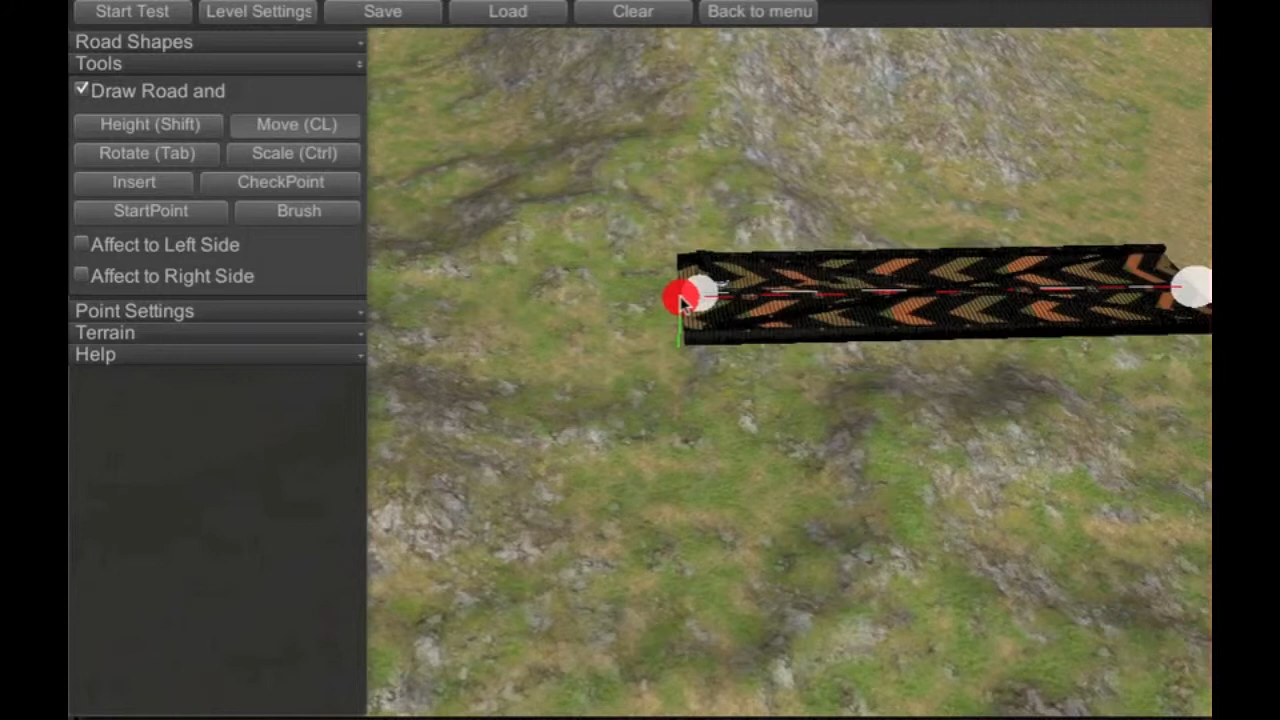 Start Test Level Settings Save Load Clear Back to menu
Road Shapes
Tools
Draw Road and
Height (Shift) Move (CL)
Rotate (Tab) Scale (Ctrl)
Insert CheckPoint
StartPoint Brush
Affect to Left Side
Affect to Right Side
Point Settings
Terrain
Help